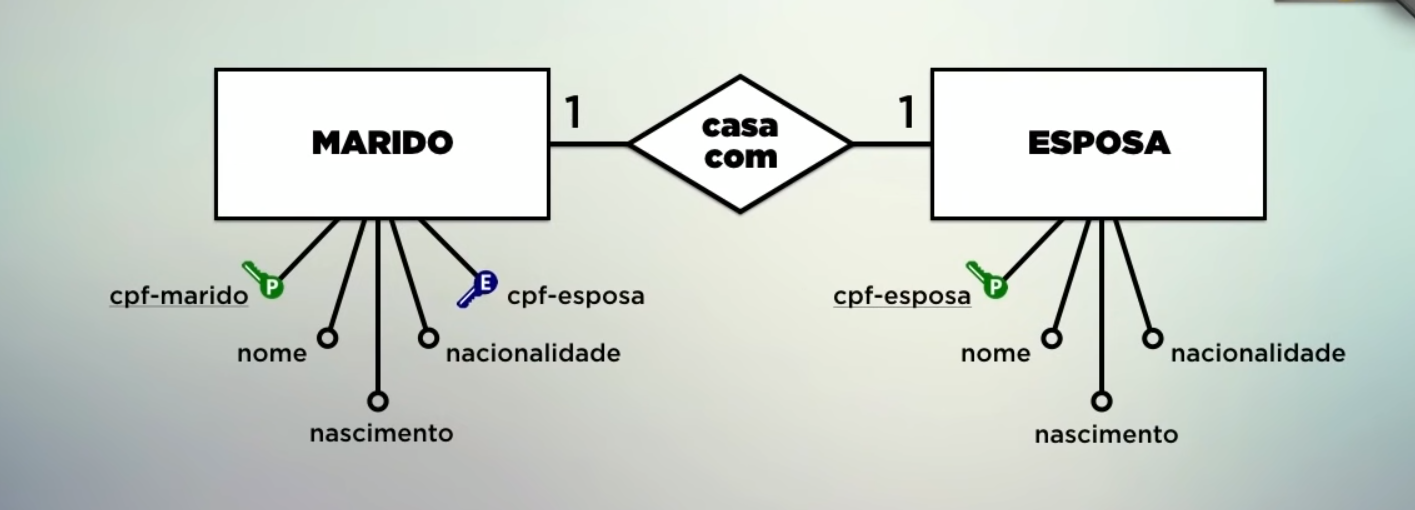 MARIDO
1
casa
com
1
ESPOSA
P
cpf-marido
E
cpf-esposa
nome
nacionalidade
nascimento
P
cpf-esposa
nome
nacionalidade
nascimento